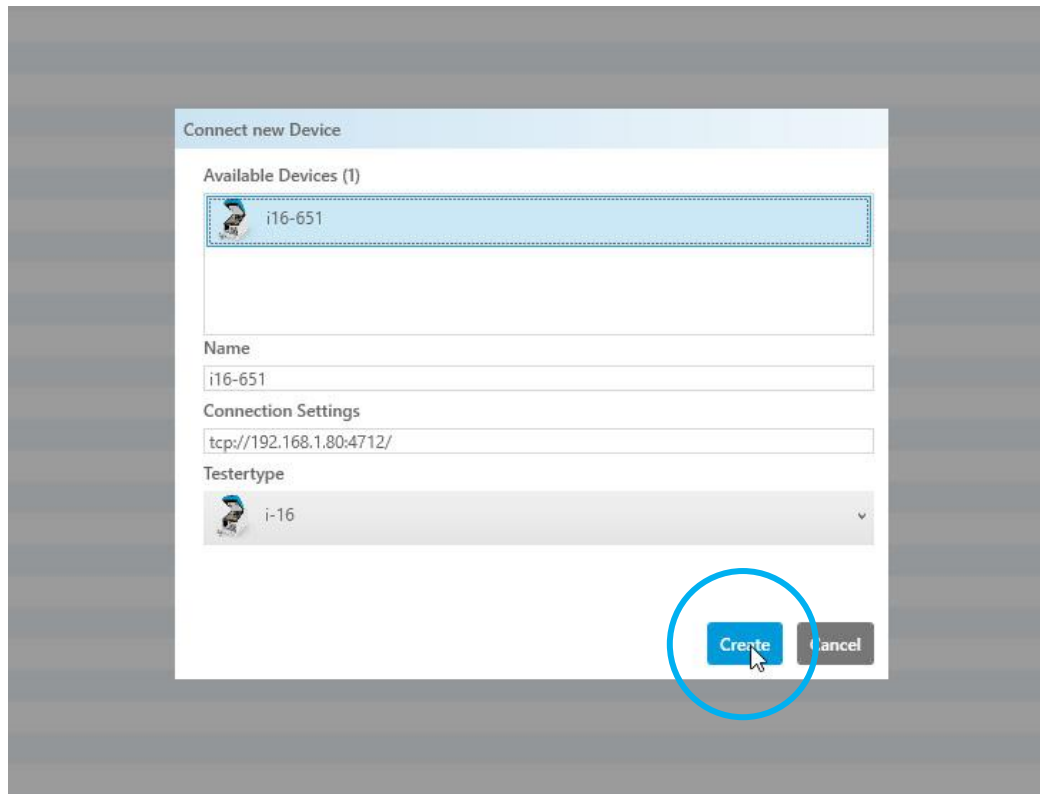 Connect new Device
Available Devices (1)
i16-651
Name
i16-651
Connection Settings
tcp://192.168.1.80:4712/
Testertype
i-16
Create Cancel